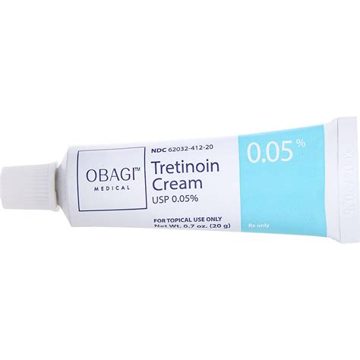 NDC 62032-412-20
OBAGI™
MEDICAL
Tretinoin
Cream
USP 0.05%
FOR TOPICAL USE ONLY
Net Wt. 0.7 oz. (20 g)
0.05%
Rx only